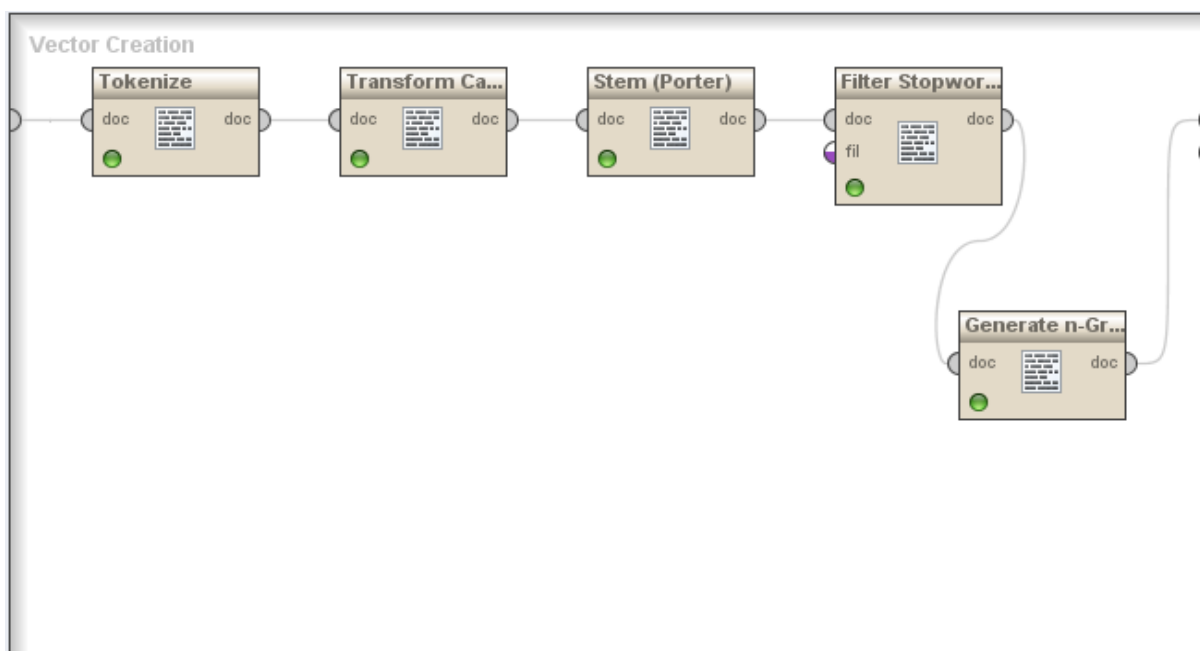 Vector Creation
Tokenize
doc doc
Transform Ca...
doc doc
Stem (Porter)
doc doc
Filter Stopwor...
doc doc
fil
Generate n-Gr...
doc doc